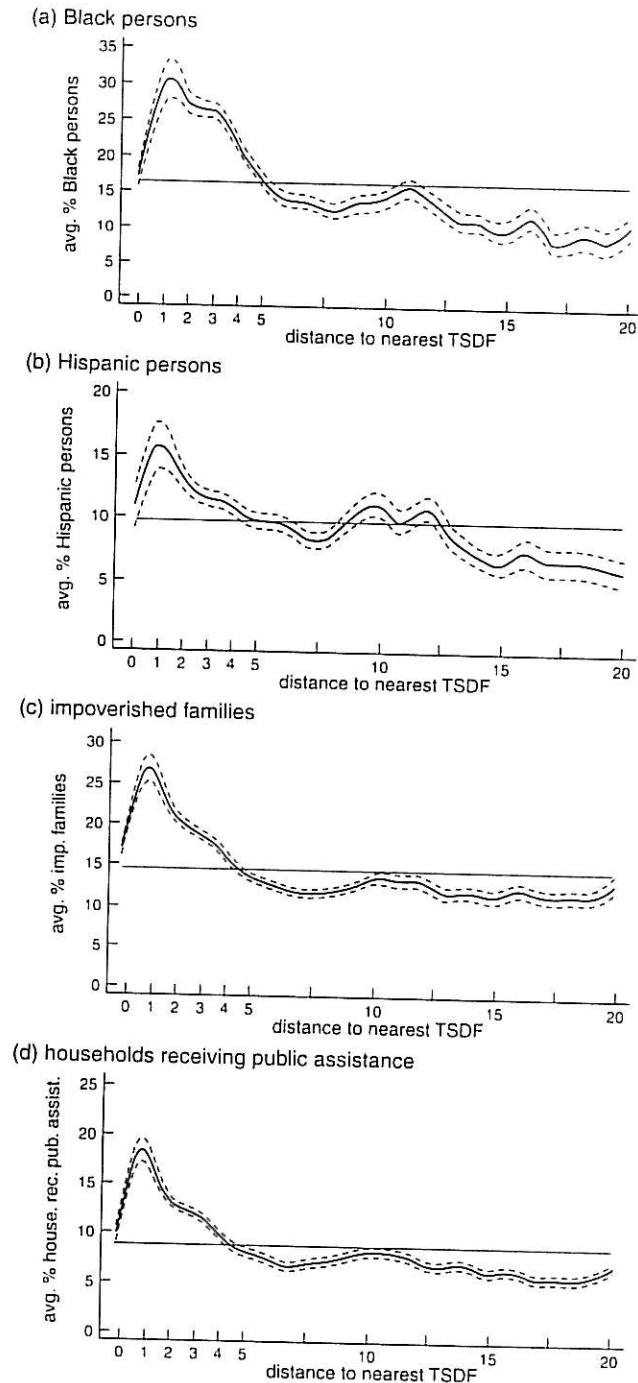 (a) Black persons
avg. % Black persons
35
30
25
20
15
10
5
0
0 1 2 3 4 5 10 15 20
distance to nearest TSDF
(b) Hispanic persons
avg. % Hispanic persons
20
15
10
5
0
0 1 2 3 4 5 10 15 20
distance to nearest TSDF
(c) impoverished families
avg. % imp. families
30
25
20
15
10
5
0
0 1 2 3 4 5 10 15 20
distance to nearest TSDF
(d) households receiving public assistance
avg. % house. rec. pub. assist.
25
20
15
10
5
0
0 1 2 3 4 5 10 15 20
distance to nearest TSDF